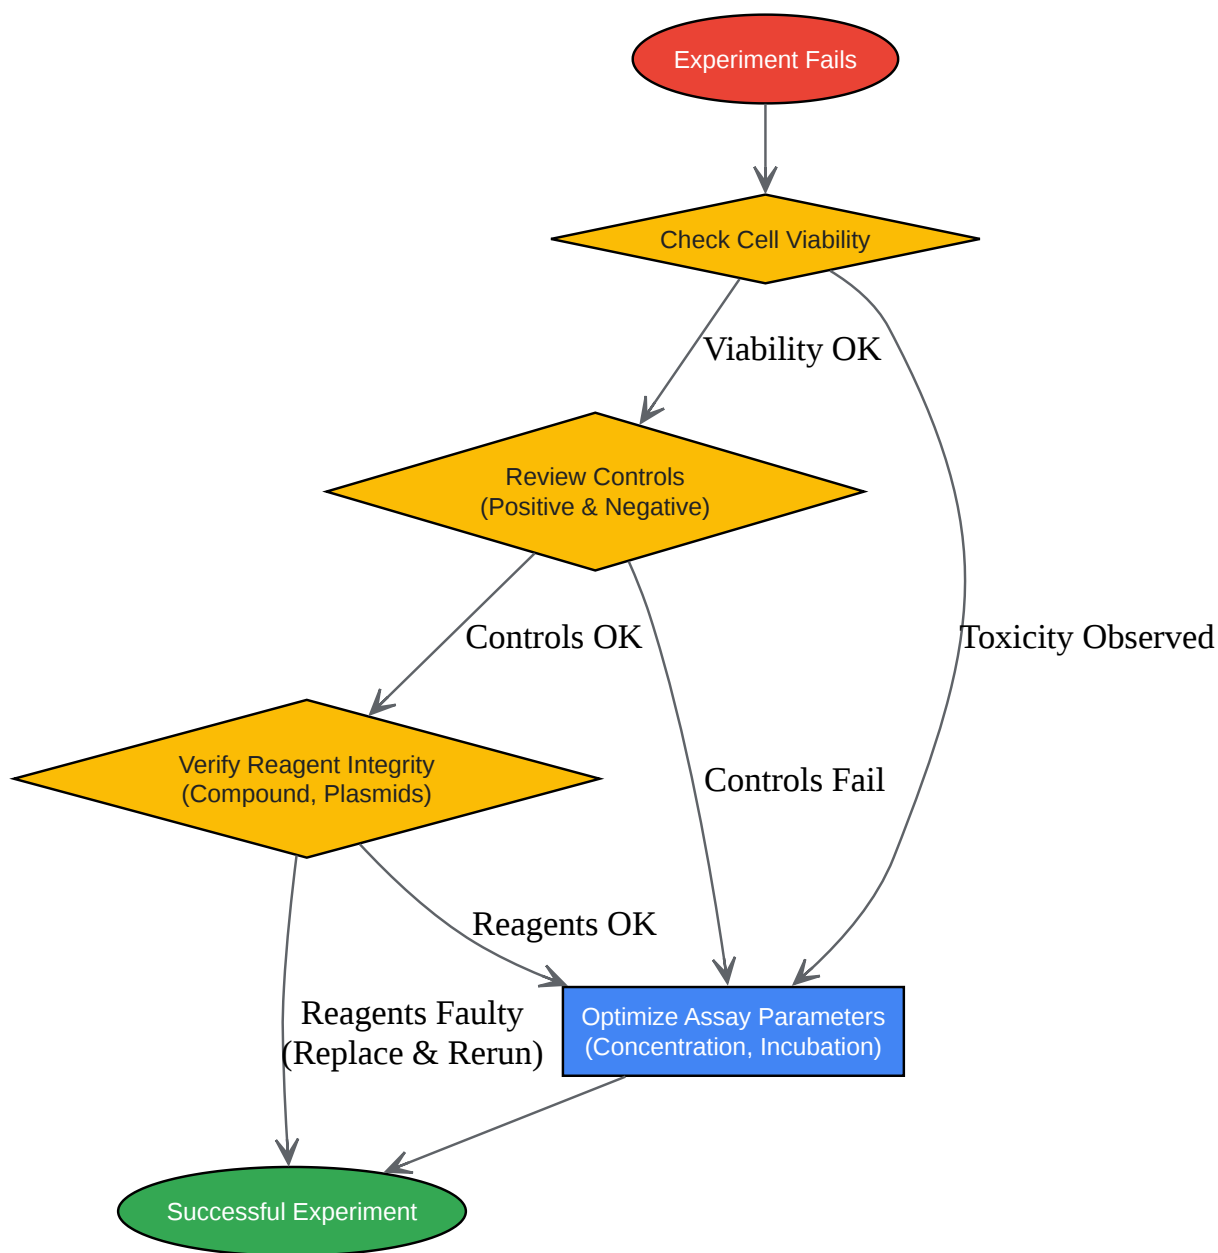 Experiment Fails
Check Cell Viability
Viability OK
Review Controls
(Positive & Negative)
Controls OK
Toxicity Observed
Verify Reagent Integrity
(Compound, Plasmids)
Controls Fail
Reagents OK
Reagents Faulty
(Replace & Rerun)
Optimize Assay Parameters
(Concentration, Incubation)
Successful Experiment